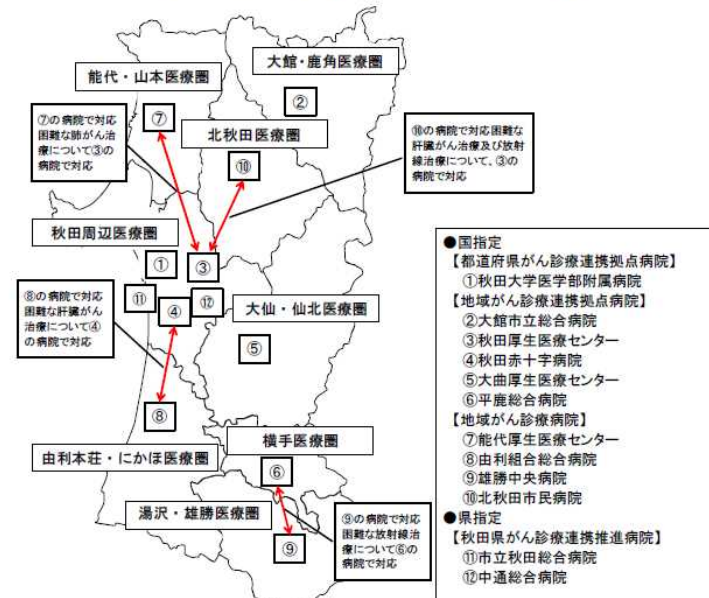 大館・鹿角医療圏
能代・山本医療圏
②
⑦の病院で対応
困難な肺がん治
療について③の
病院で対応
⑦
北秋田医療圏
⑩
⑩の病院で対応困難な
肝臓がん治療及び放射
線治療について、③の
病院で対応
秋田周辺医療圏
①
③
⑪
④
⑫
⑧の病院で対応
困難な肝臓がん
治療について④
の病院で対応
大仙・仙北医療圏
⑤
⑧
由利本荘・にかほ医療圏
横手医療圏
⑥
湯沢・雄勝医療圏
⑨
⑨の病院で対応
困難な放射線治
療について⑥の
病院で対応
●国指定
【都道府県がん診療連携拠点病院】
①秋田大学医学部附属病院
【地域がん診療連携拠点病院】
②大館市立総合病院
③秋田厚生医療センター
④秋田赤十字病院
⑤大曲厚生医療センター
⑥平鹿総合病院
【地域がん診療病院】
⑦能代厚生医療センター
⑧由利組合総合病院
⑨雄勝中央病院
⑩北秋田市民病院
●県指定
【秋田県がん診療連携推進病院】
⑪市立秋田総合病院
⑫中通総合病院